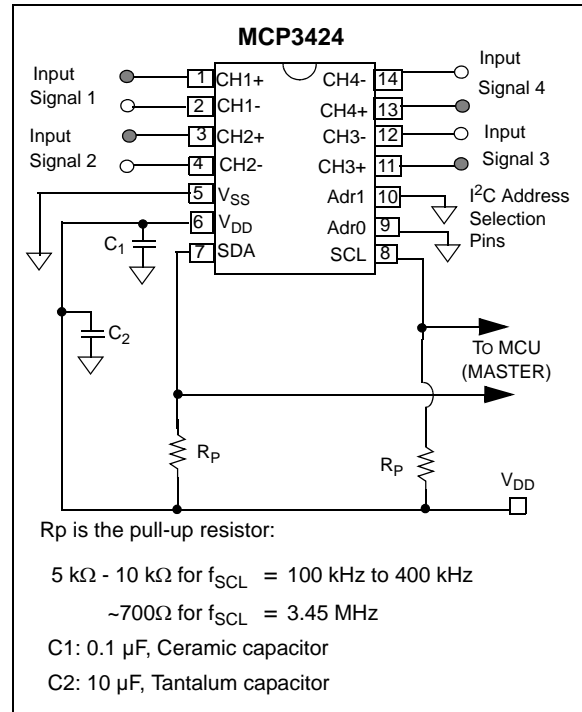 MCP3424
Input
Signal 1
1 CH1+
2 CH1-
Input
Signal 2
3 CH2+
4 CH2-
5 VSS
6 VDD
7 SDA
CH4- 14
CH4+ 13
CH3- 12
CH3+ 11
Adr1 10
Adr0 9
SCL 8
Input
Signal 4
Input
Signal 3
I²C Address
Selection
Pins
C1
C2
TO MCU
(MASTER)
RP
RP
VDD
Rp is the pull-up resistor:
5 kΩ - 10 kΩ for fSCL = 100 kHz to 400 kHz
~700Ω for fSCL = 3.45 MHz
C1: 0.1 µF, Ceramic capacitor
C2: 10 µF, Tantalum capacitor